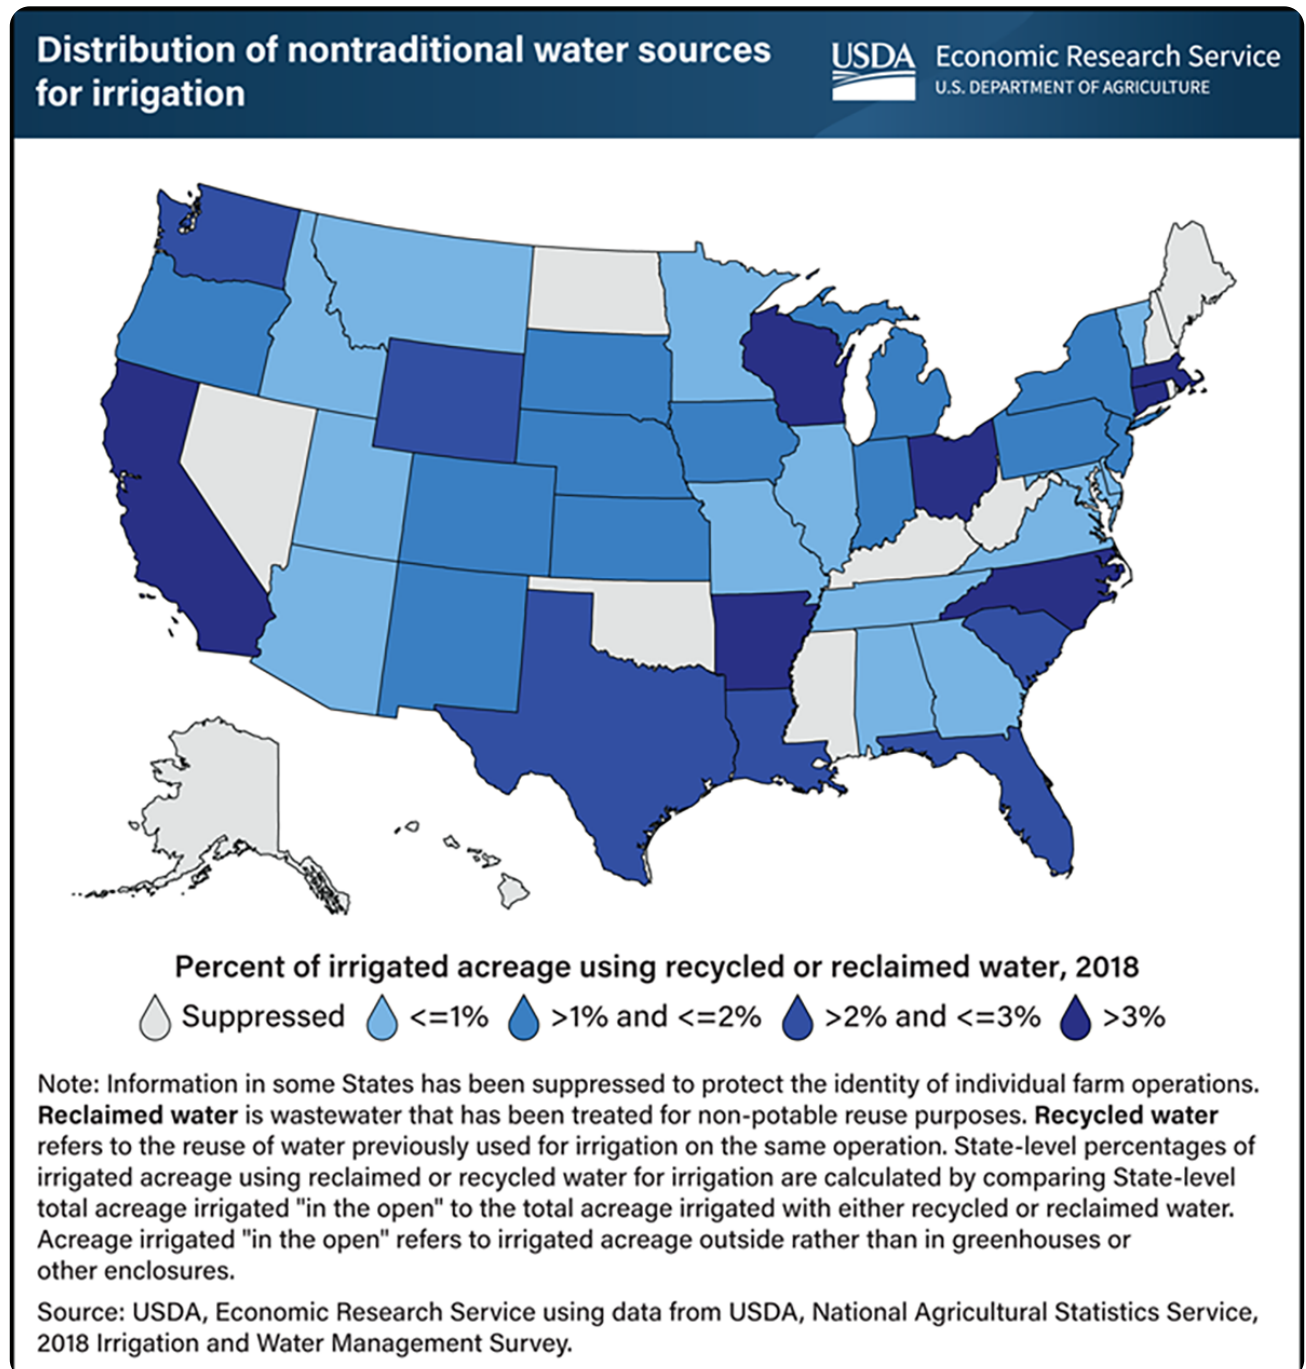 Distribution of nontraditional water sources
for irrigation
USDA
Economic Research Service
U.S. DEPARTMENT OF AGRICULTURE
Percent of irrigated acreage using recycled or reclaimed water, 2018
Suppressed <=1% >1% and <=2% >2% and <=3% >3%
Note: Information in some States has been suppressed to protect the identity of individual farm operations.
Reclaimed water is wastewater that has been treated for non-potable reuse purposes. Recycled water
refers to the reuse of water previously used for irrigation on the same operation. State-level percentages of
irrigated acreage using reclaimed or recycled water for irrigation are calculated by comparing State-level
total acreage irrigated "in the open" to the total acreage irrigated with either recycled or reclaimed water.
Acreage irrigated "in the open" refers to irrigated acreage outside rather than in greenhouses or
other enclosures.
Source: USDA, Economic Research Service using data from USDA, National Agricultural Statistics Service,
2018 Irrigation and Water Management Survey.